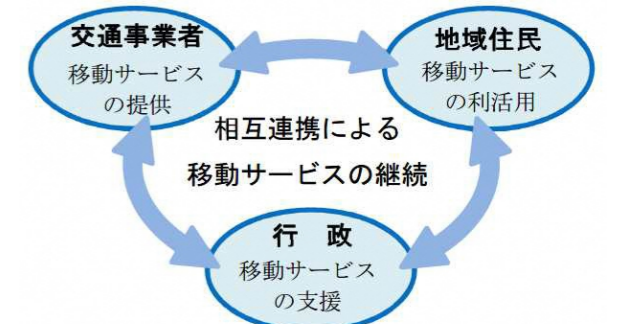 交通事業者
移動サービス
の提供
地域住民
移動サービス
の利活用
相互連携による
移動サービスの継続
行　政
移動サービス
の支援